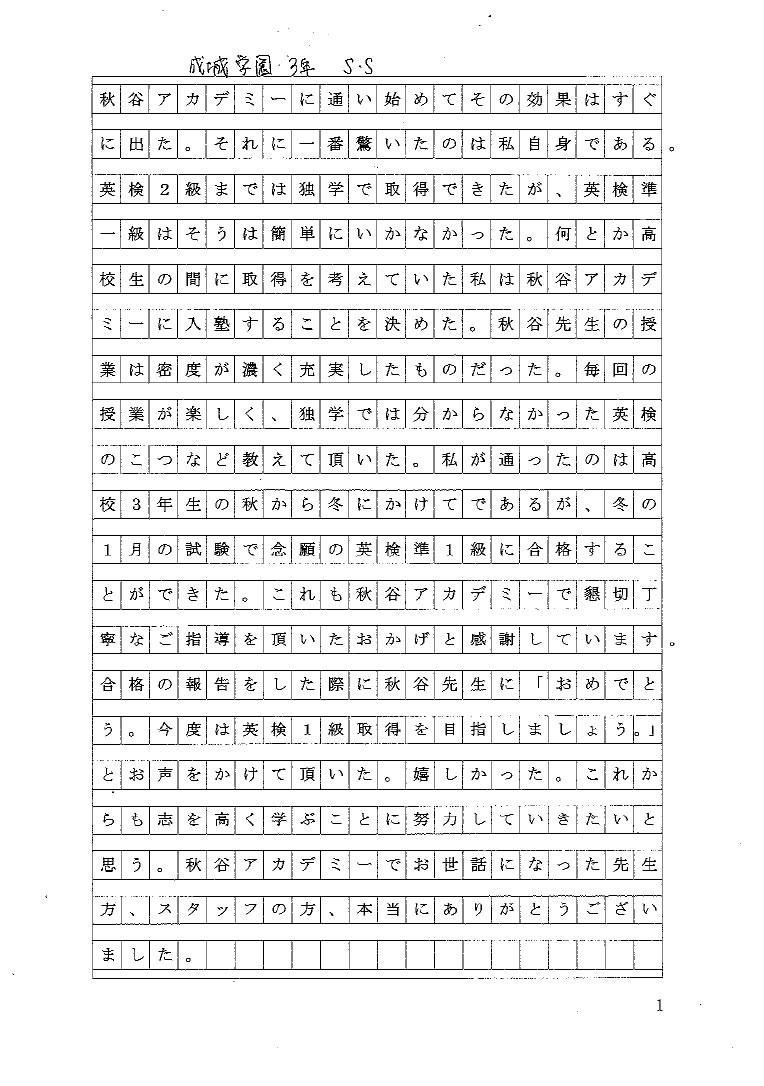 成城学園・3年 S・S
秋谷アカデミーに通い始めてその効果はすぐ
に出た。それに一番驚いたのは私自身である。
英検2級までは独学で取得できたが、英検準
一級はそうは簡単にいかなかった。何とか高
校生の間に取得を考えていた私は秋谷アカデ
ミーに入塾することを決めた。秋谷先生の授
業は密度が濃く充実したものだった。毎回の
授業が楽しく、独学では分からなかった英検
のこつなど教えて頂いた。私が通ったのは高
校3年生の秋から冬にかけてであるが、冬の
1月の試験で念願の英検準1級に合格するこ
とができた。これも秋谷アカデミーで懇切丁
寧なご指導を頂いたおかげと感謝しています。
合格の報告をした際に秋谷先生に「おめでと
う。今度は英検1級取得を目指しましょう。」
とお声をかけて頂いた。嬉しかった。これか
らも志を高く学ぶことに努力していきたいと
思う。秋谷アカデミーでお世話になった先生
方、スタッフの方、本当にありがとうござい
ました。
1